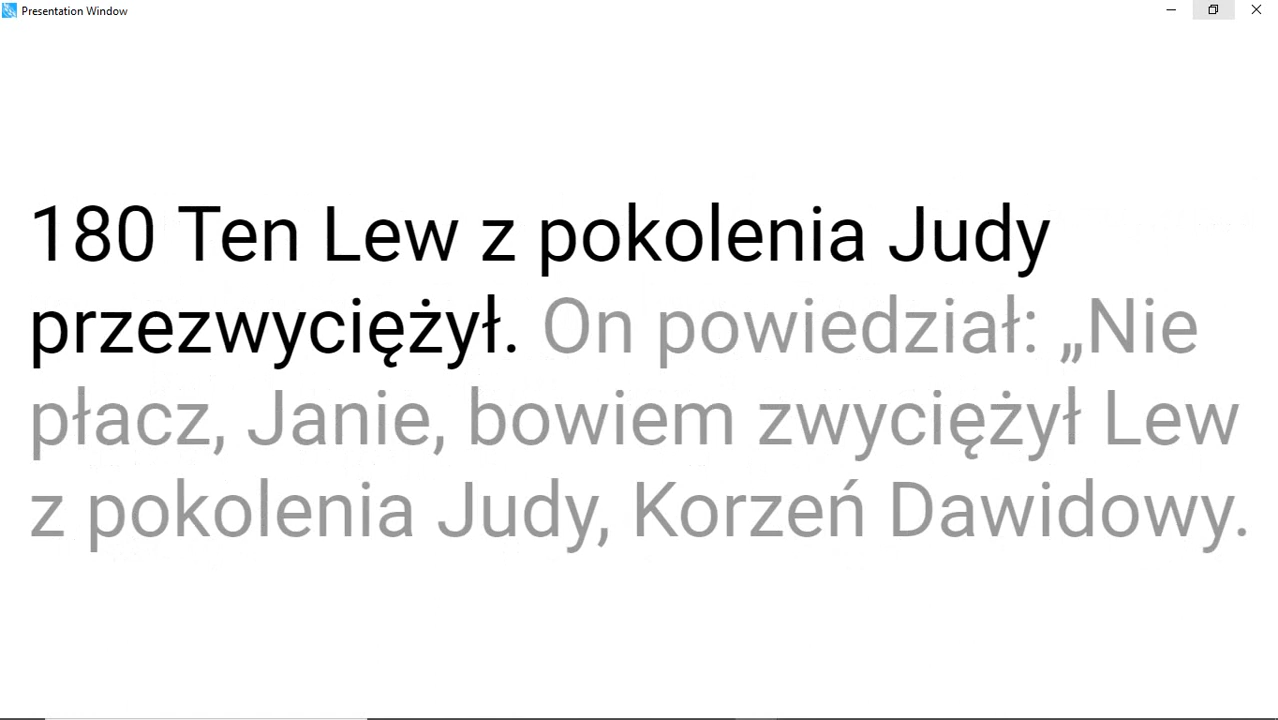 Presentation Window
180 Ten Lew z pokolenia Judy
przezwyciężył. On powiedział: „Nie
płacz, Janie, bowiem zwyciężył Lew
z pokolenia Judy, Korzeń Dawidowy.